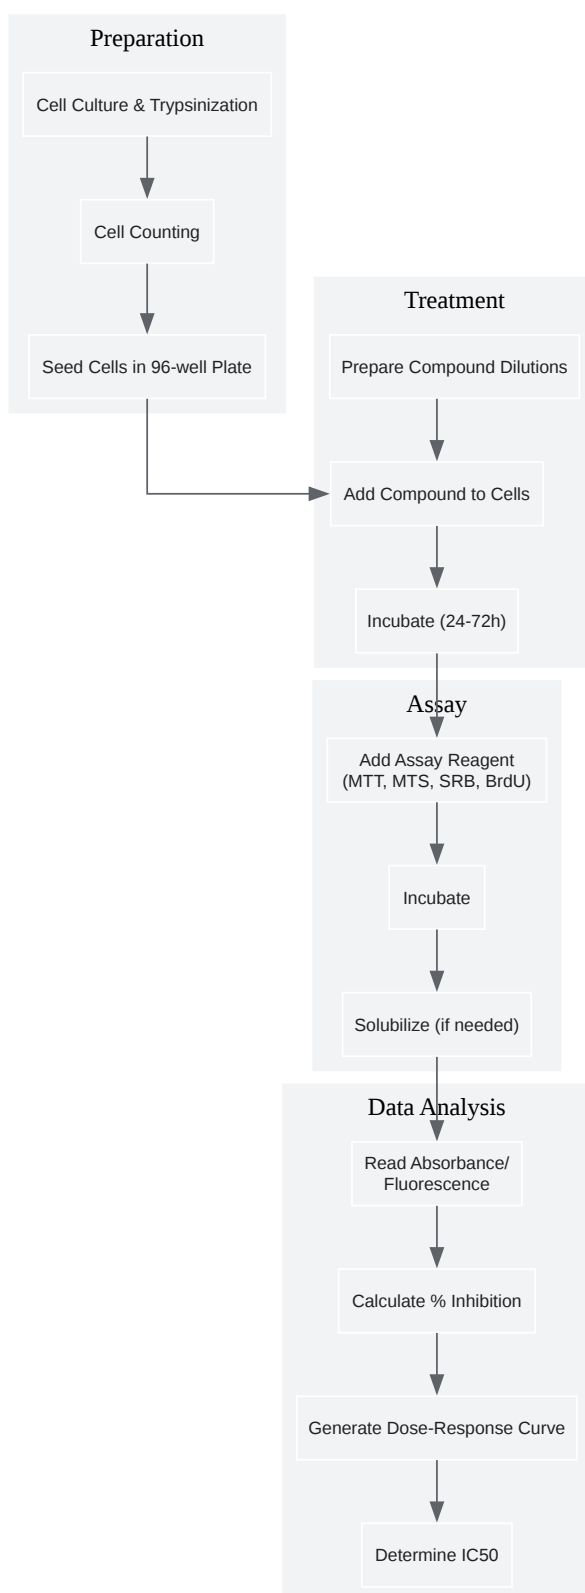 Preparation
Cell Culture & Trypsinization
Cell Counting
Seed Cells in 96-well Plate
Treatment
Prepare Compound Dilutions
Add Compound to Cells
Incubate (24-72h)
Assay
Add Assay Reagent
(MTT, MTS, SRB, BrdU)
Incubate
Solubilize (if needed)
Data Analysis
Read Absorbance/
Fluorescence
Calculate % Inhibition
Generate Dose-Response Curve
Determine IC50